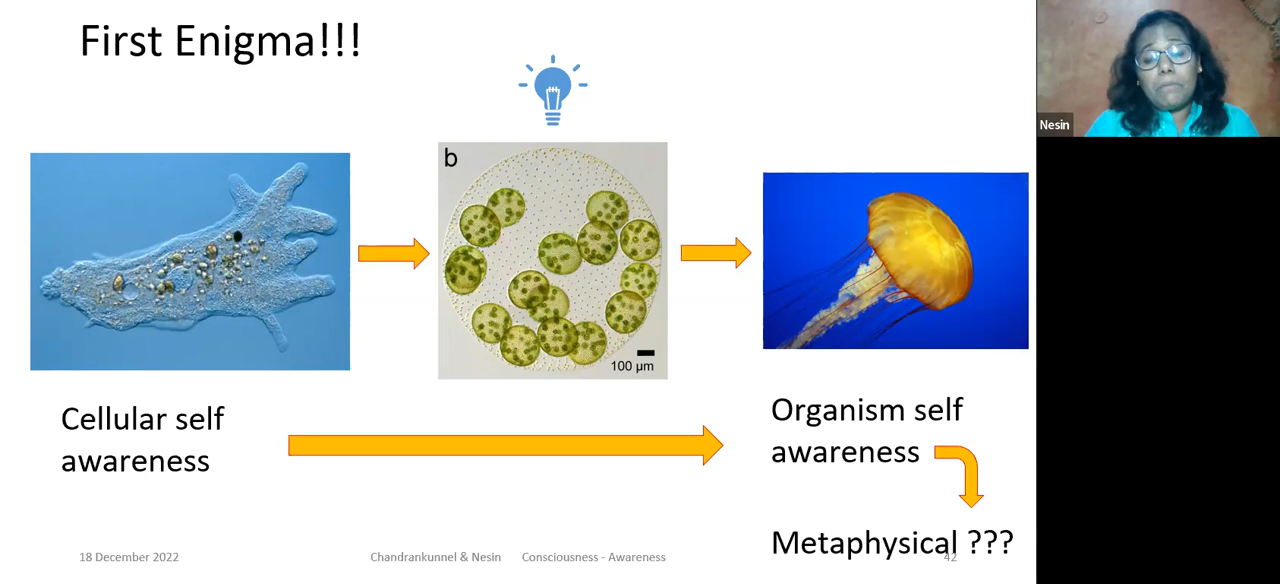 First Enigma!!!
Nesin
b
100 µm
Cellular self
awareness
Organism self
awareness
Metaphysical ???
18 December 2022
Chandrankunnel & Nesin
Consciousness - Awareness
42